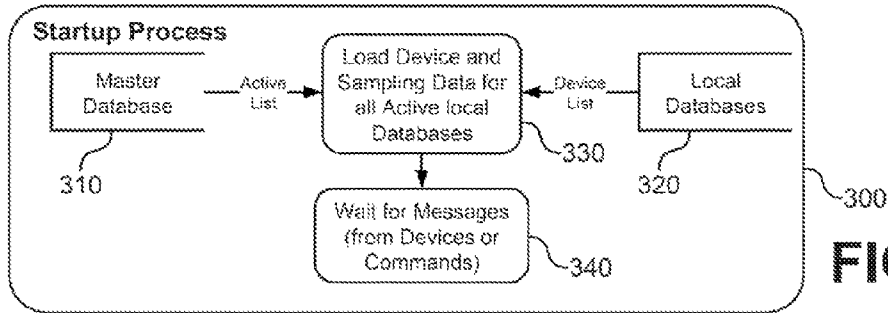 Startup Process
Master
Database
Active
List
Load Device and
Sampling Data for
all Active local
Databases
Device
List
Local
Databases
310
330
320
300
Wait for Messages
(from Devices or
Commands)
340